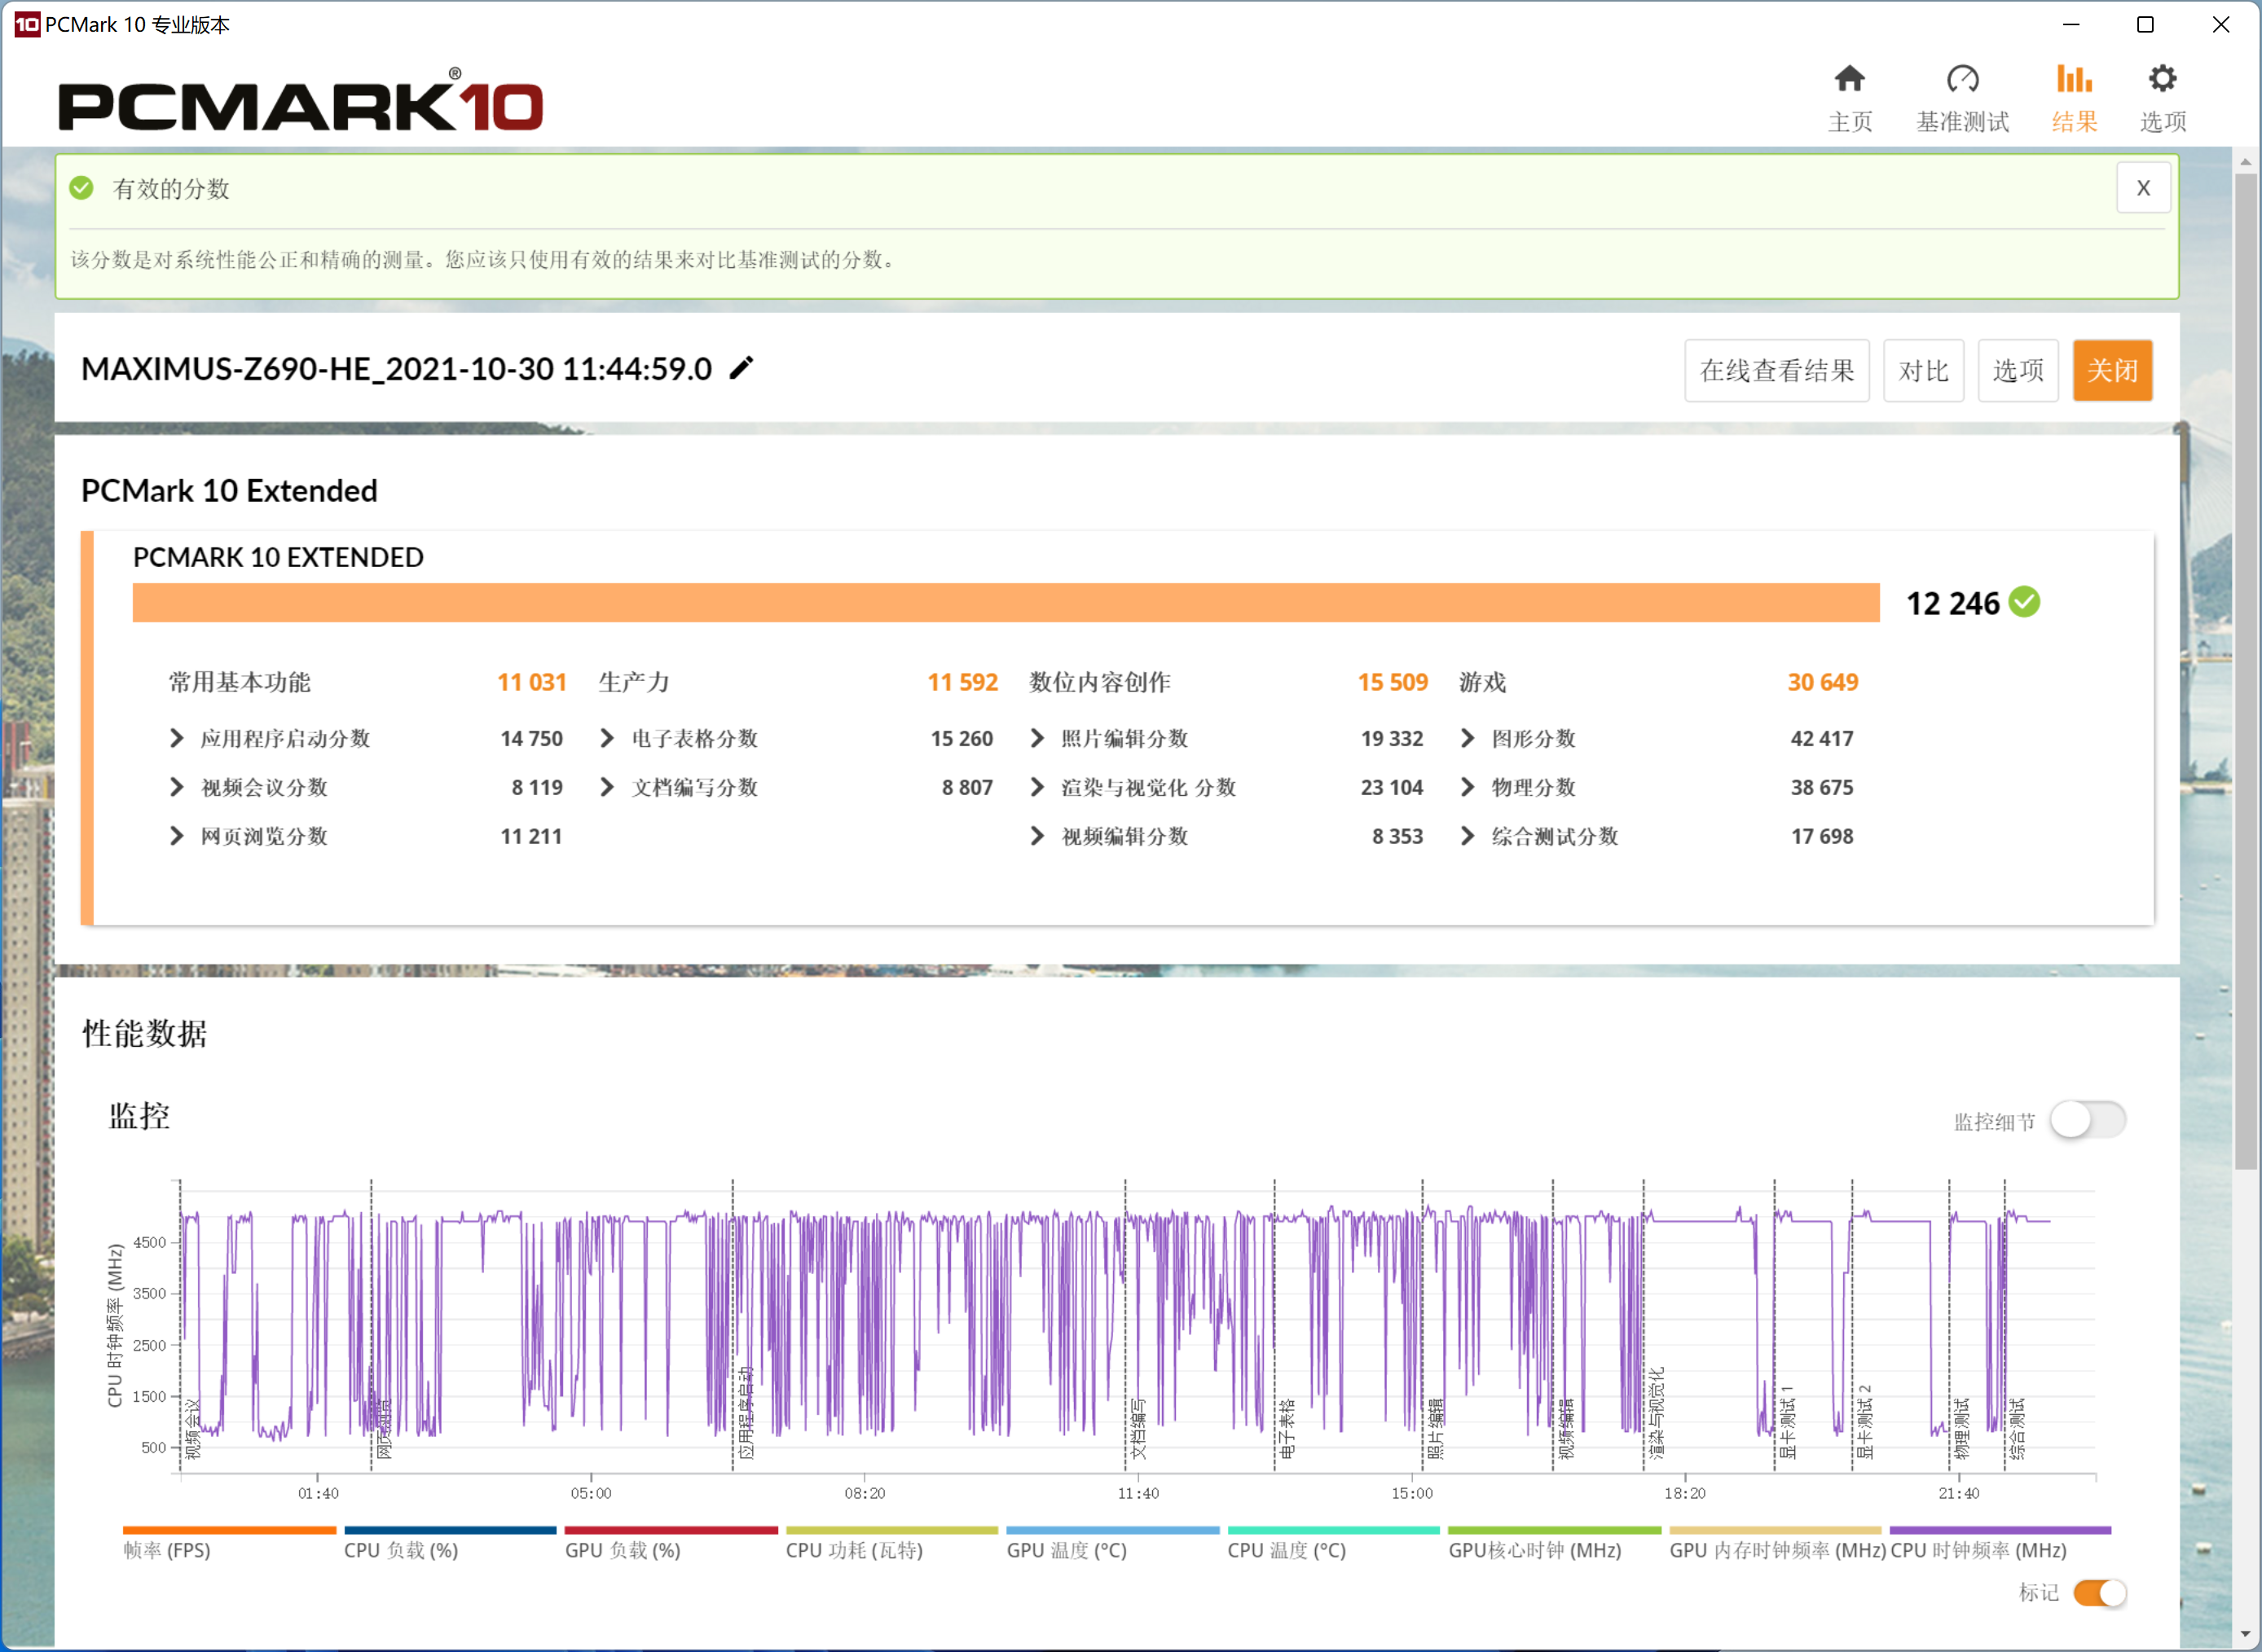 10 PCMark 10 专业版本
PCMARK®10
主页 基准测试 结果 选项
有效的分数 X
该分数是对系统性能公正和精确的测量。您应该只使用有效的结果来对比基准测试的分数。
MAXIMUS-Z690-HE_2021-10-30 11:44:59.0 在线查看结果 对比 选项 关闭
PCMark 10 Extended
PCMARK 10 EXTENDED
12 246
常用基本功能 11 031 生产力 11 592 数位内容创作 15 509 游戏 30 649
应用程序启动分数 14 750 电子表格分数 15 260 照片编辑分数 19 332 图形分数 42 417
视频会议分数 8 119 文档编写分数 8 807 渲染与视觉化 分数 23 104 物理分数 38 675
网页浏览分数 11 211 视频编辑分数 8 353 综合测试分数 17 698
性能数据
监控
监控细节
CPU 时钟频率 (MHz)
4500
3500
2500
1500
500
视频会议 网页浏览 应用程序启动 文档编写 电子表格 照片编辑 视频编辑 渲染与视觉化 显卡测试 1 显卡测试 2 物理测试 综合测试
01:40 05:00 08:20 11:40 15:00 18:20 21:40
帧率 (FPS) CPU 负载 (%) GPU 负载 (%) CPU 功耗 (瓦特) GPU 温度 (°C) CPU 温度 (°C) GPU核心时钟 (MHz) GPU 内存时钟频率 (MHz) CPU 时钟频率 (MHz)
标记